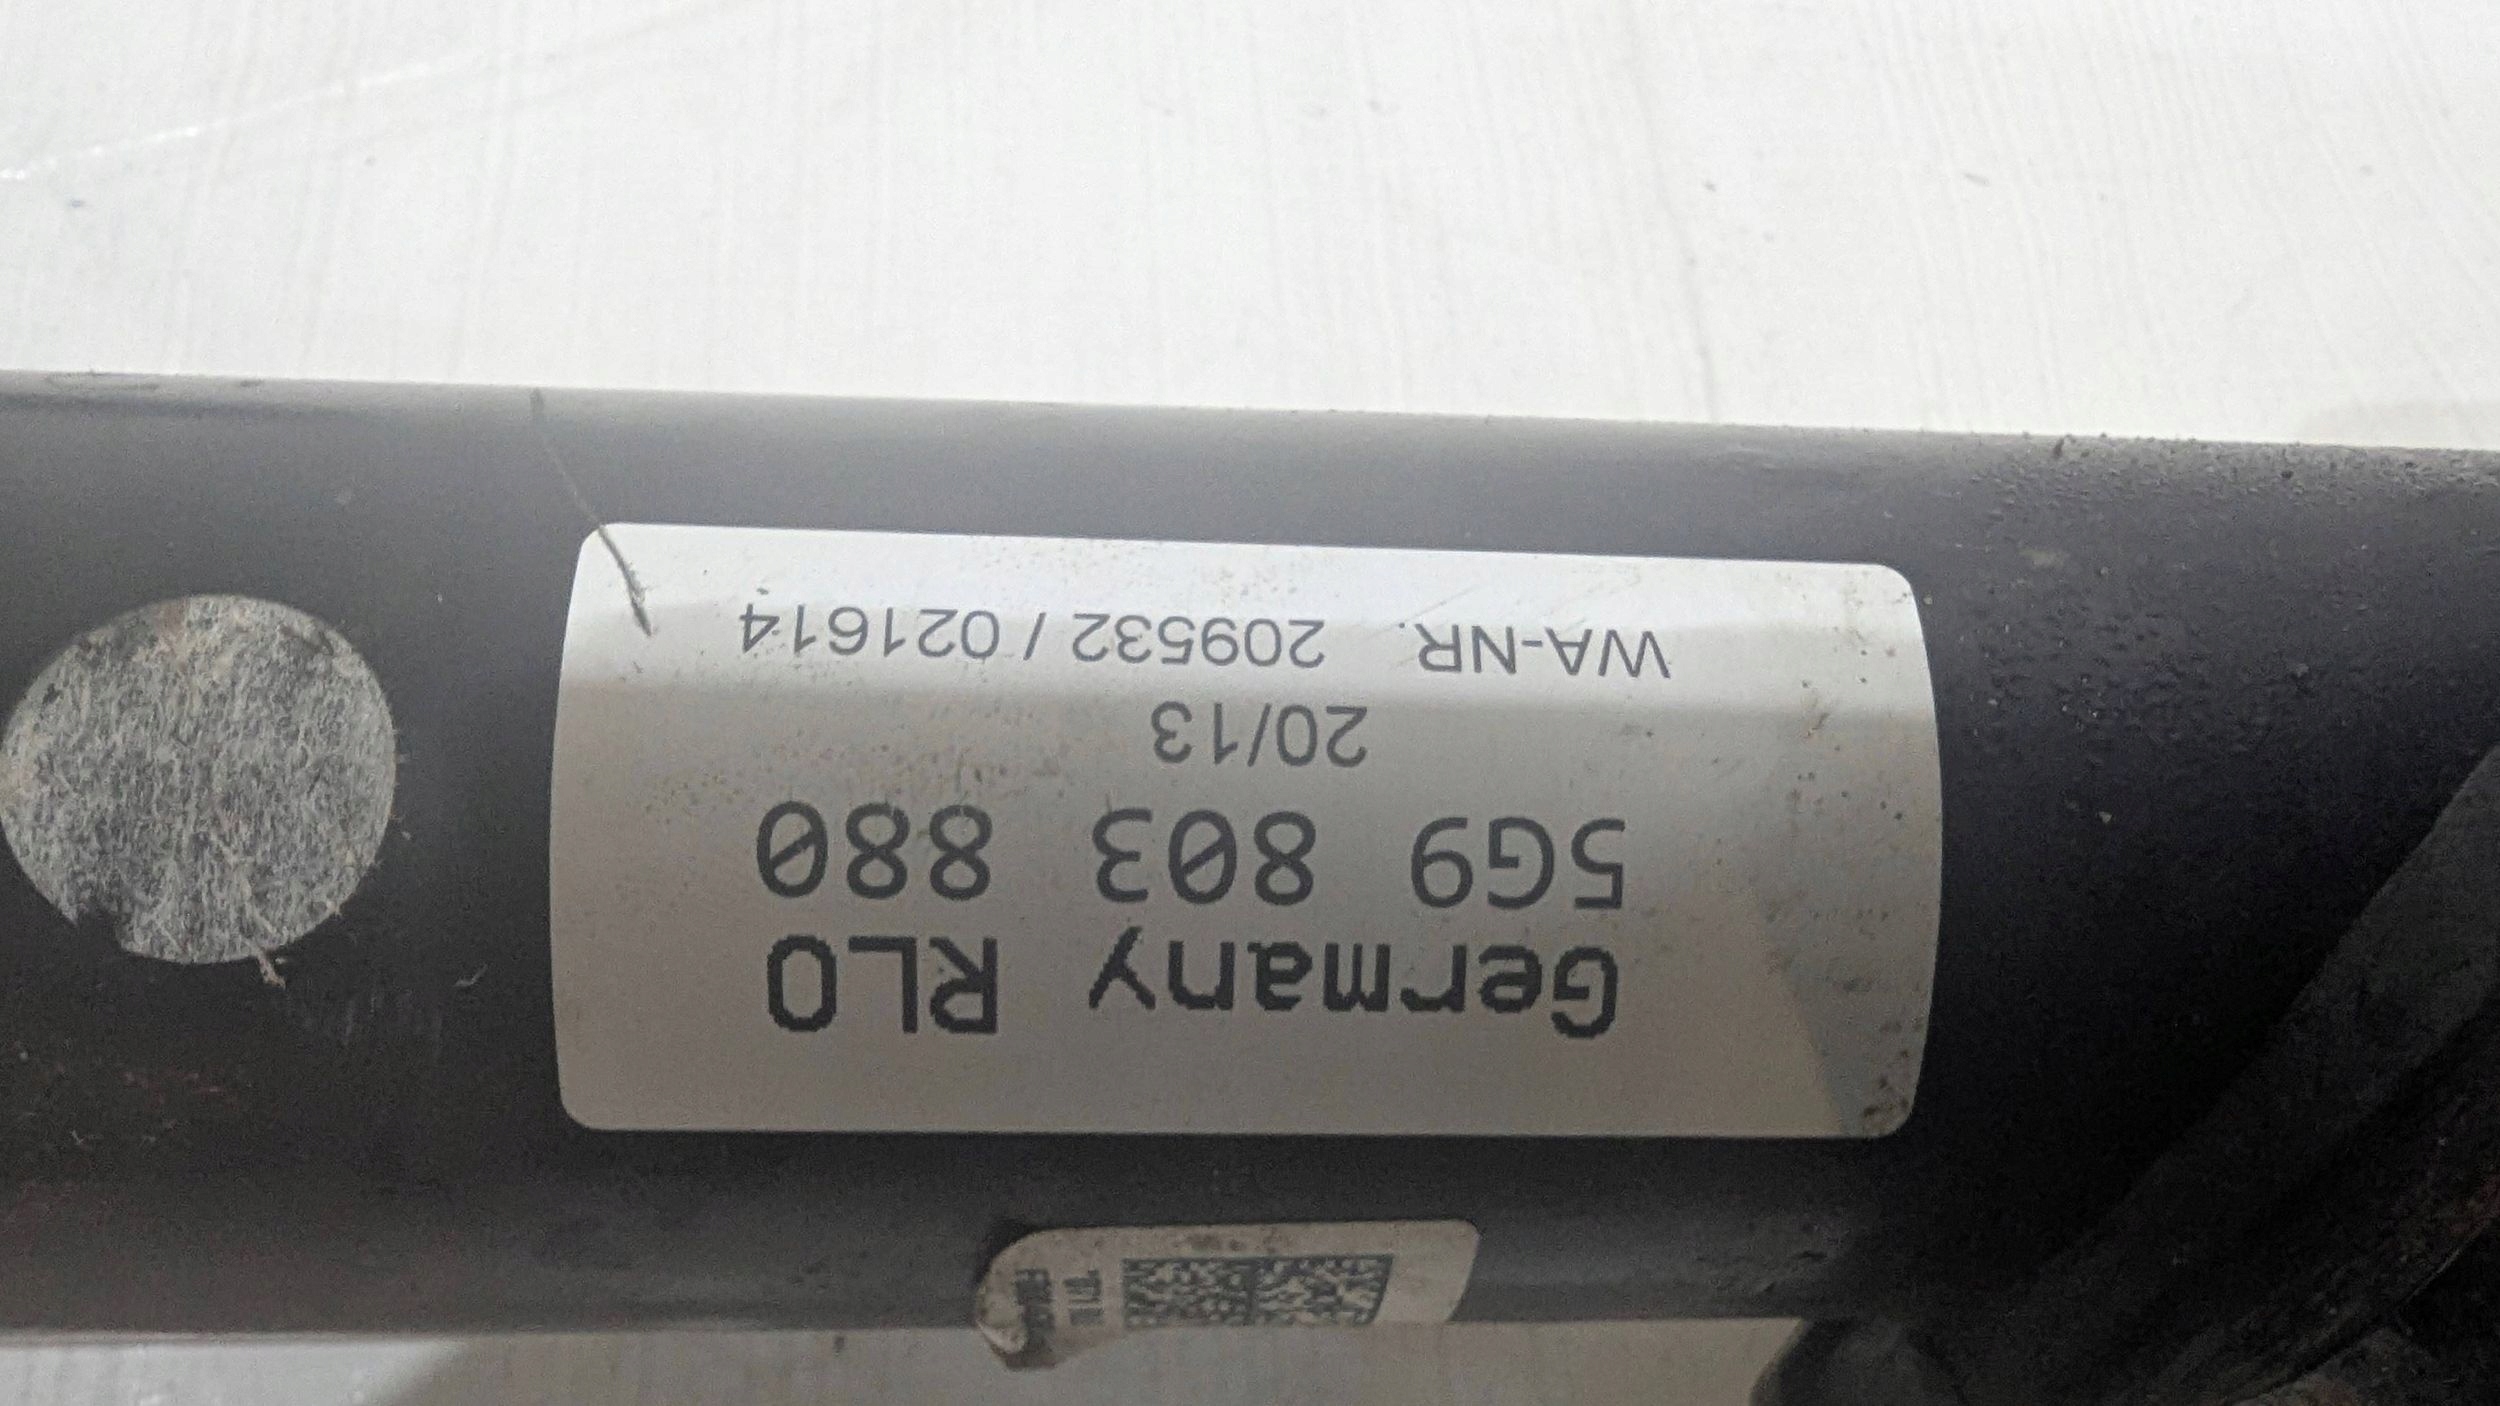 Germany RLO
5G9 803 880
20/13
WA-NR. 209532 / 021614